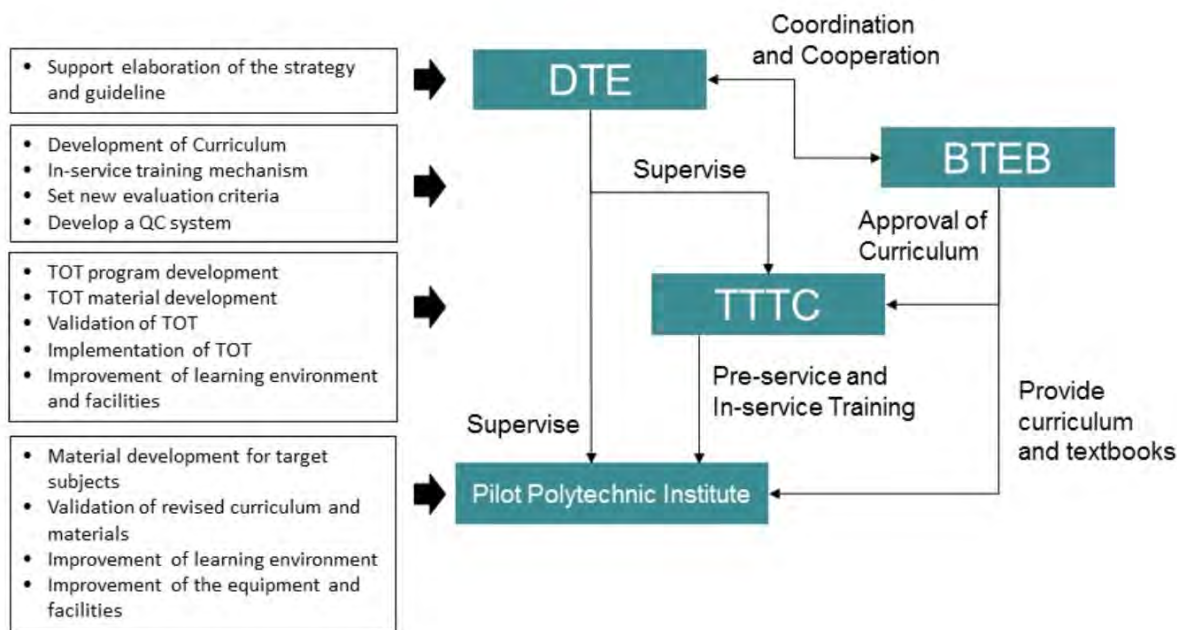 • Support elaboration of the strategy
and guideline
• Development of Curriculum
• In-service training mechanism
• Set new evaluation criteria
• Develop a QC system
• TOT program development
• TOT material development
• Validation of TOT
• Implementation of TOT
• Improvement of learning environment
and facilities
• Material development for target
subjects
• Validation of revised curriculum and
materials
• Improvement of learning environment
• Improvement of the equipment and
facilities
DTE
Coordination
and Cooperation
BTEB
Supervise
Approval of
Curriculum
TTTC
Pre-service and
In-service Training
Supervise
Provide
curriculum
and textbooks
Pilot Polytechnic Institute